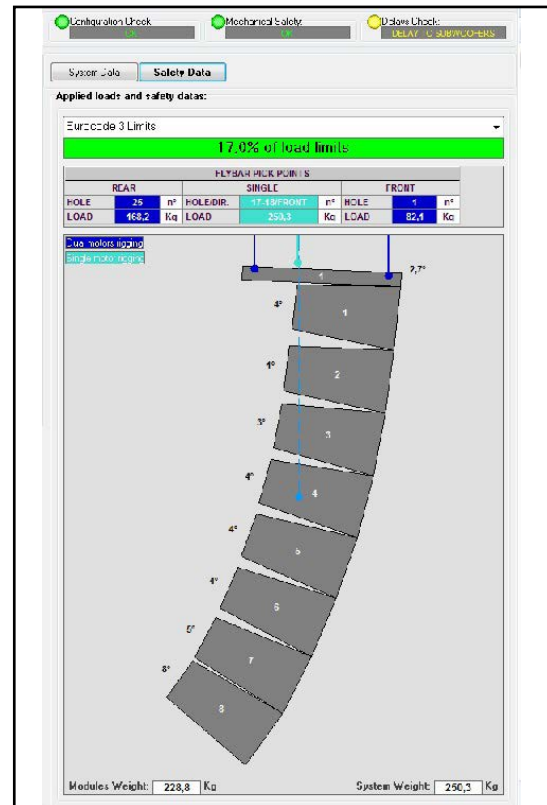 Configuration Check: Mechanical Safety: Delays Check:
OK OK DELAY TO SUBWOOFERS
System Data Safety Data
Applied loads and safety datas:
Eurocode 3 Limits
17,0% of load limits
FLYBAR PICK POINTS
REAR SINGLE FRONT
HOLE 25 n° HOLE/DIR. 17-18/FRONT n° HOLE 1 n°
LOAD 168,2 Kg LOAD 250,3 Kg LOAD 82,1 Kg
Dual motors rigging
Single motor rigging
1
2,7°
4°
1
2
3°
3
4°
4
4°
5
4°
6
5°
7
8°
8
Modules Weight: 228,8 Kg System Weight: 250,3 Kg